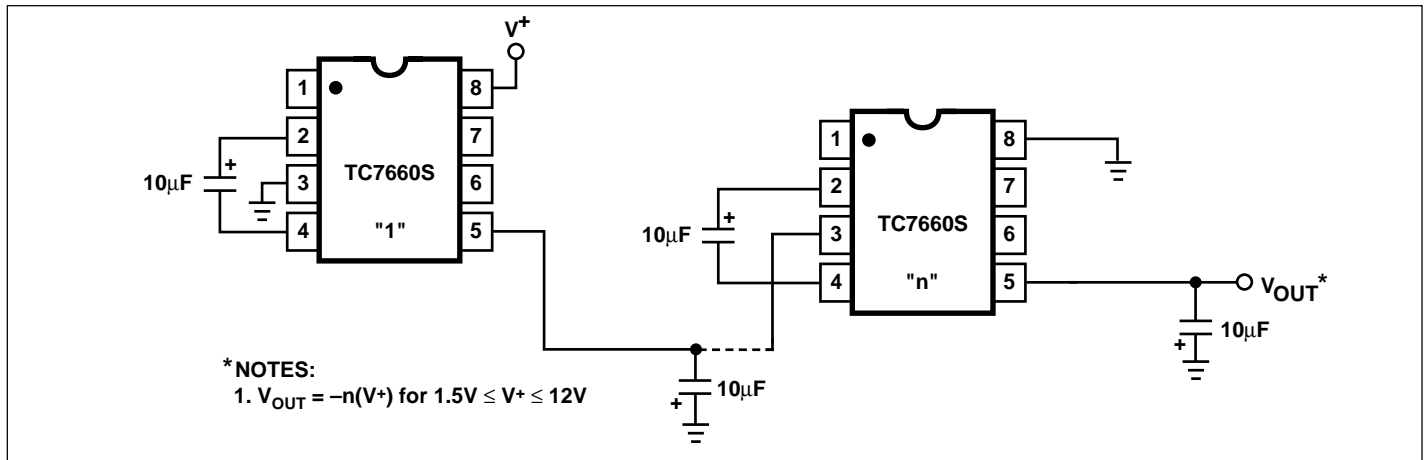 V+
1
8
2
7
+
10μF
TC7660S
3
6
4
"1"
5
1
8
2
7
+
10μF
TC7660S
3
6
4
"n"
5
VOUT*
10μF
+
10μF
+
*NOTES:
1. VOUT = –n(V+) for 1.5V ≤ V+ ≤ 12V